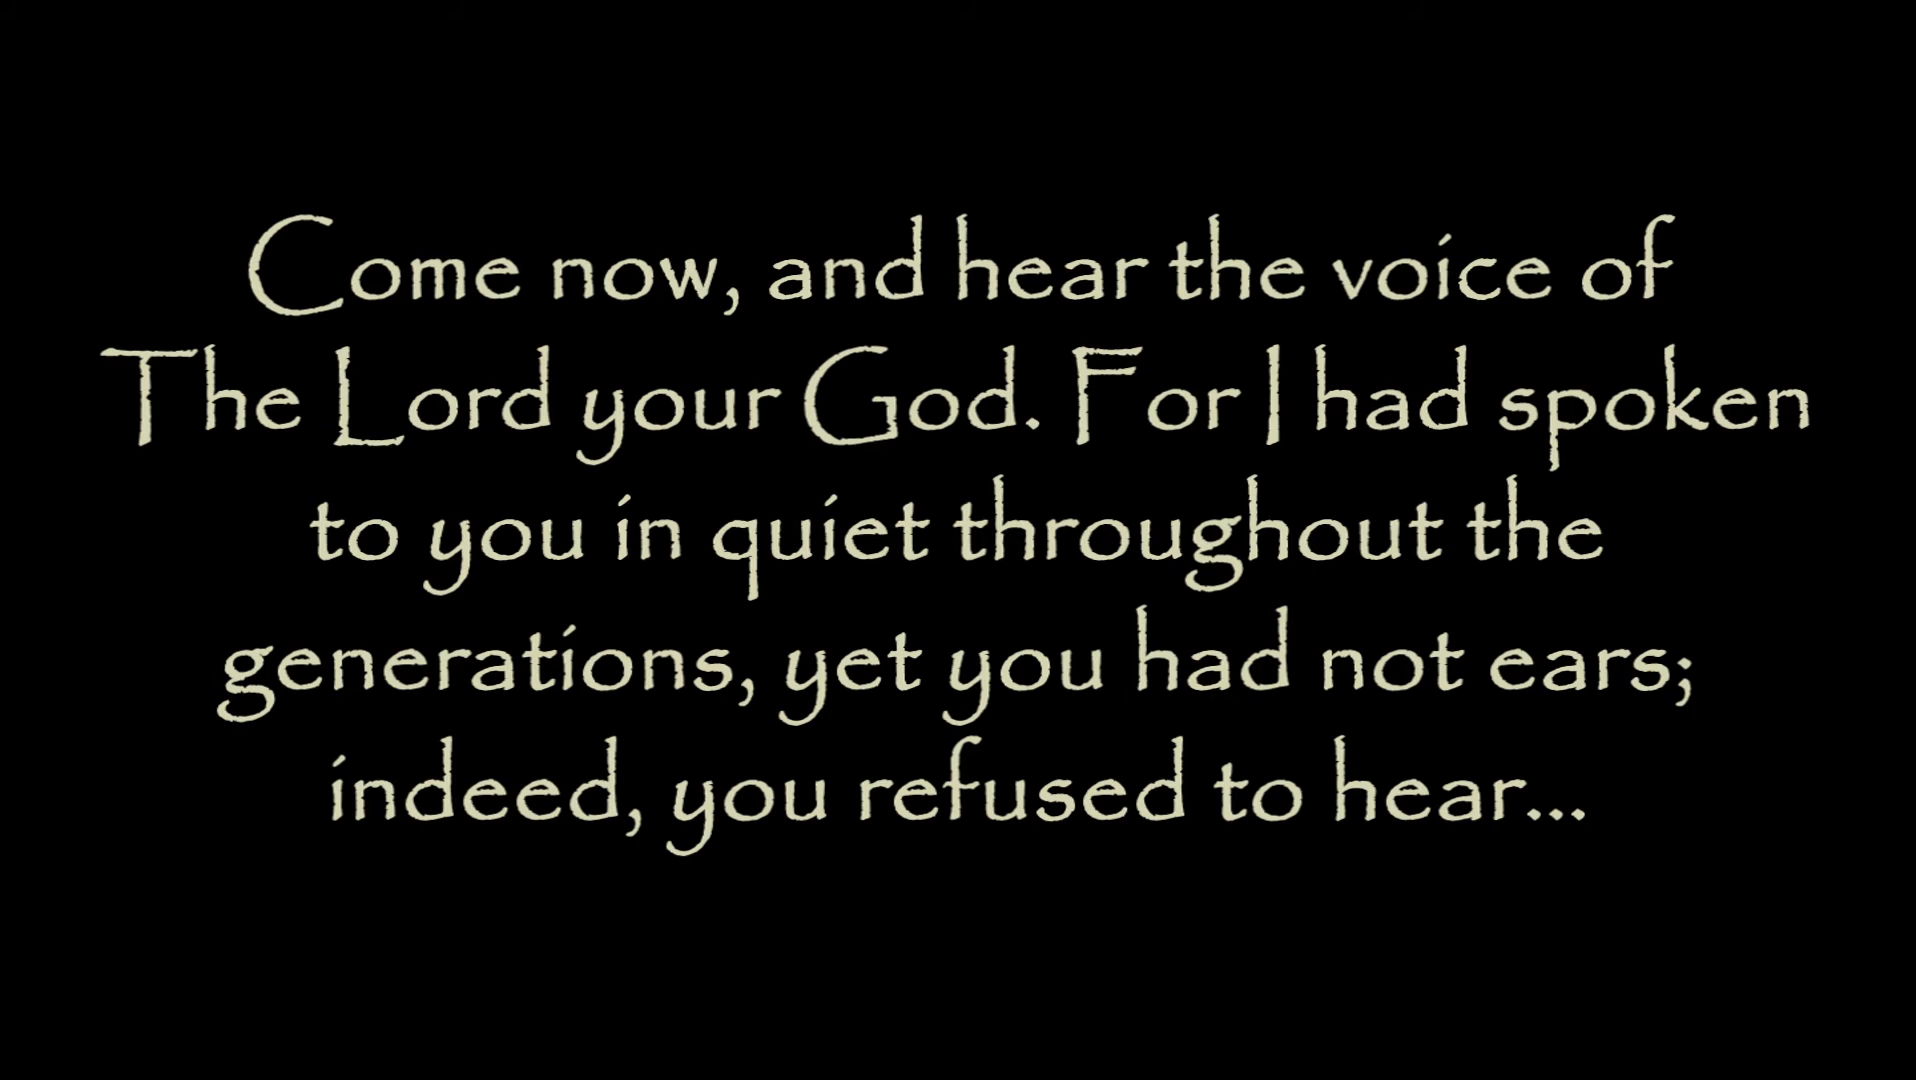 Come now, and hear the voice of
The Lord your God. For I had spoken
to you in quiet throughout the
generations, yet you had not ears;
indeed, you refused to hear...